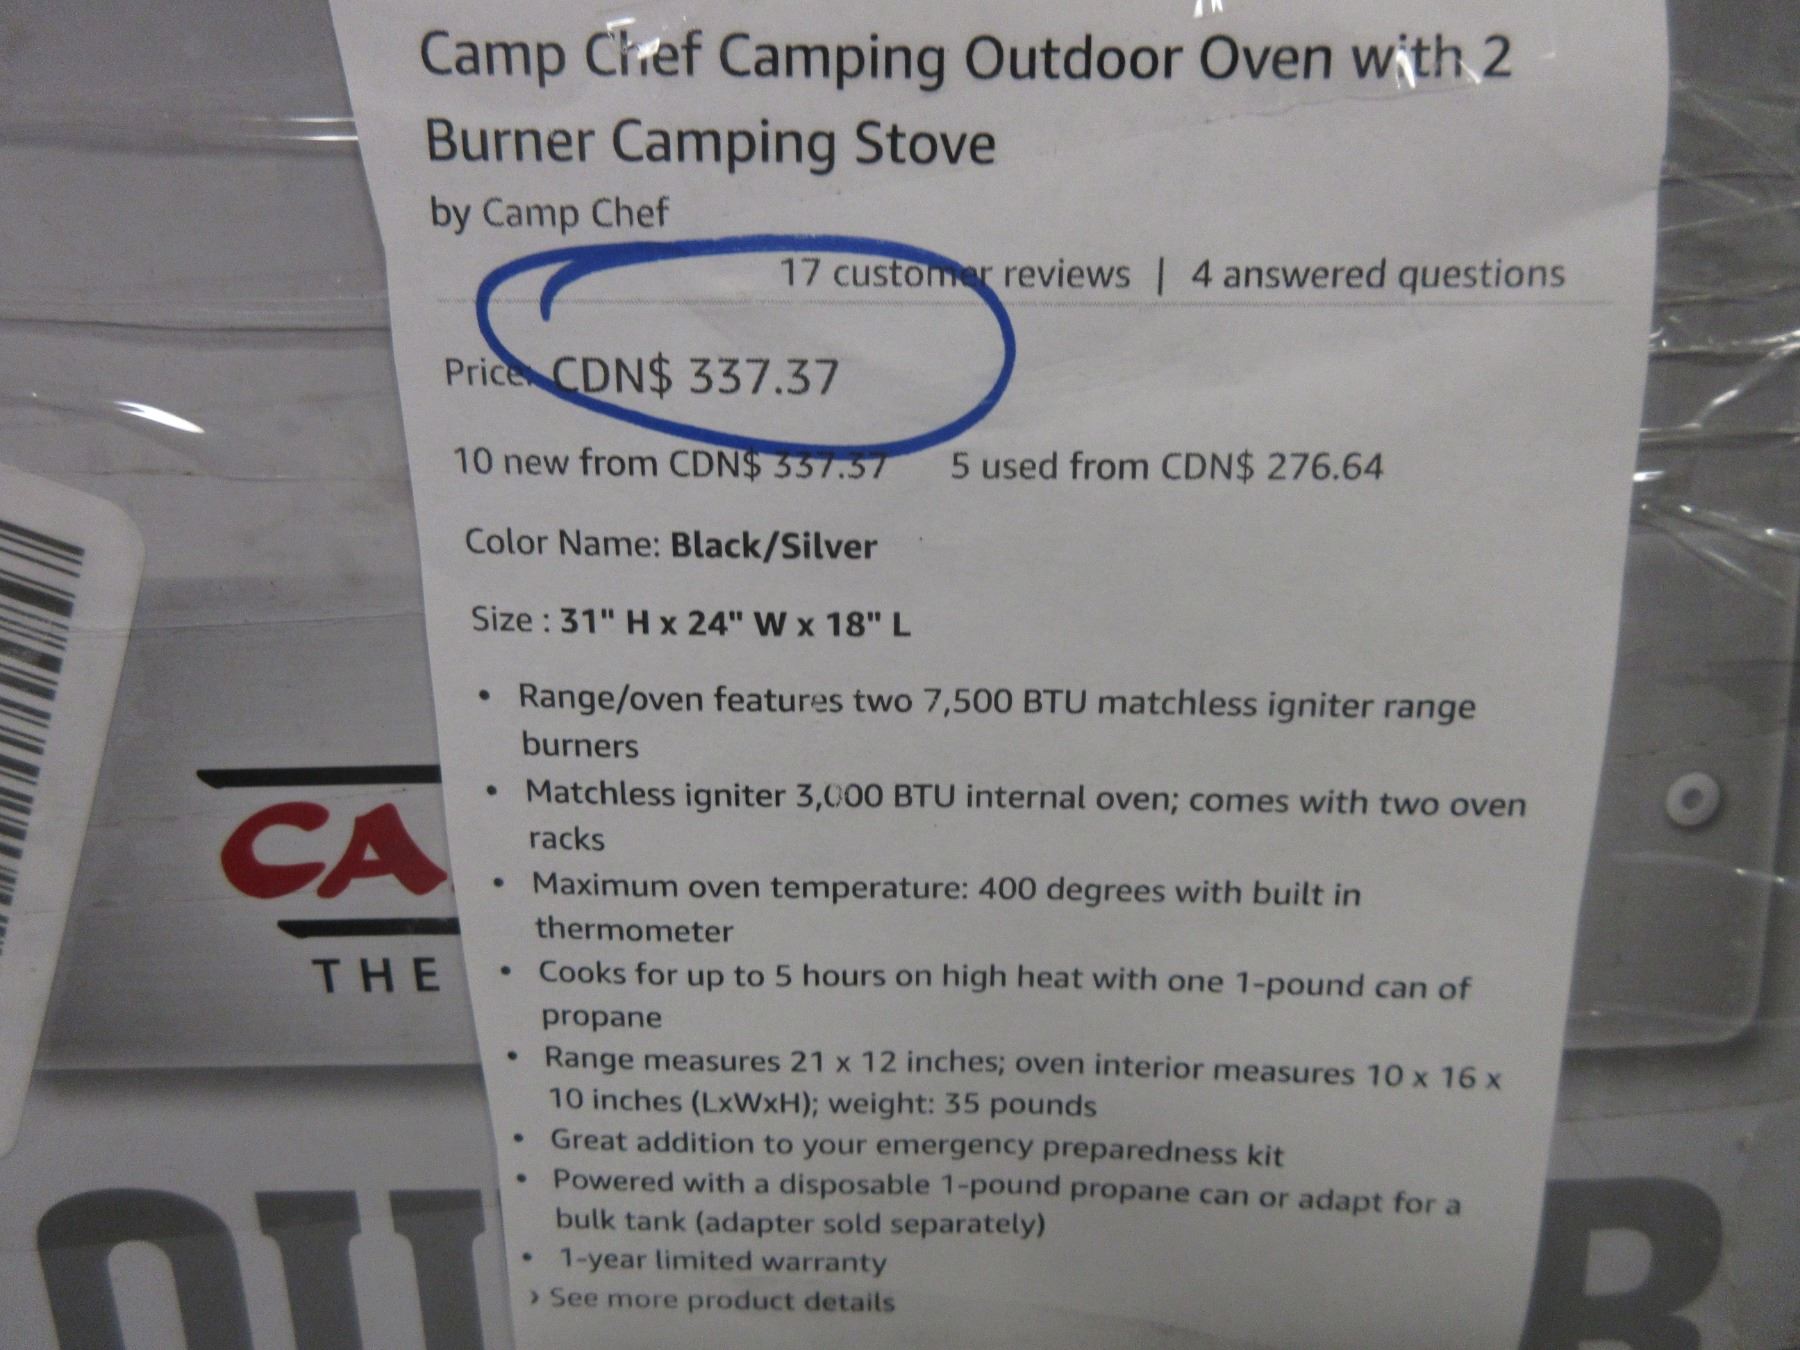 Camp Chef Camping Outdoor Oven with 2
Burner Camping Stove
by Camp Chef
17 customer reviews | 4 answered questions
Price: CDN$ 337.37
10 new from CDN$ 337.37 5 used from CDN$ 276.64
Color Name: Black/Silver
Size : 31" H x 24" W x 18" L
• Range/oven features two 7,500 BTU matchless igniter range
burners
• Matchless igniter 3,000 BTU internal oven; comes with two oven
racks
• Maximum oven temperature: 400 degrees with built in
thermometer
• Cooks for up to 5 hours on high heat with one 1-pound can of
propane
• Range measures 21 x 12 inches; oven interior measures 10 x 16 x
10 inches (LxWxH); weight: 35 pounds
• Great addition to your emergency preparedness kit
• Powered with a disposable 1-pound propane can or adapt for a
bulk tank (adapter sold separately)
• 1-year limited warranty
› See more product details
CA
THE
OU
R